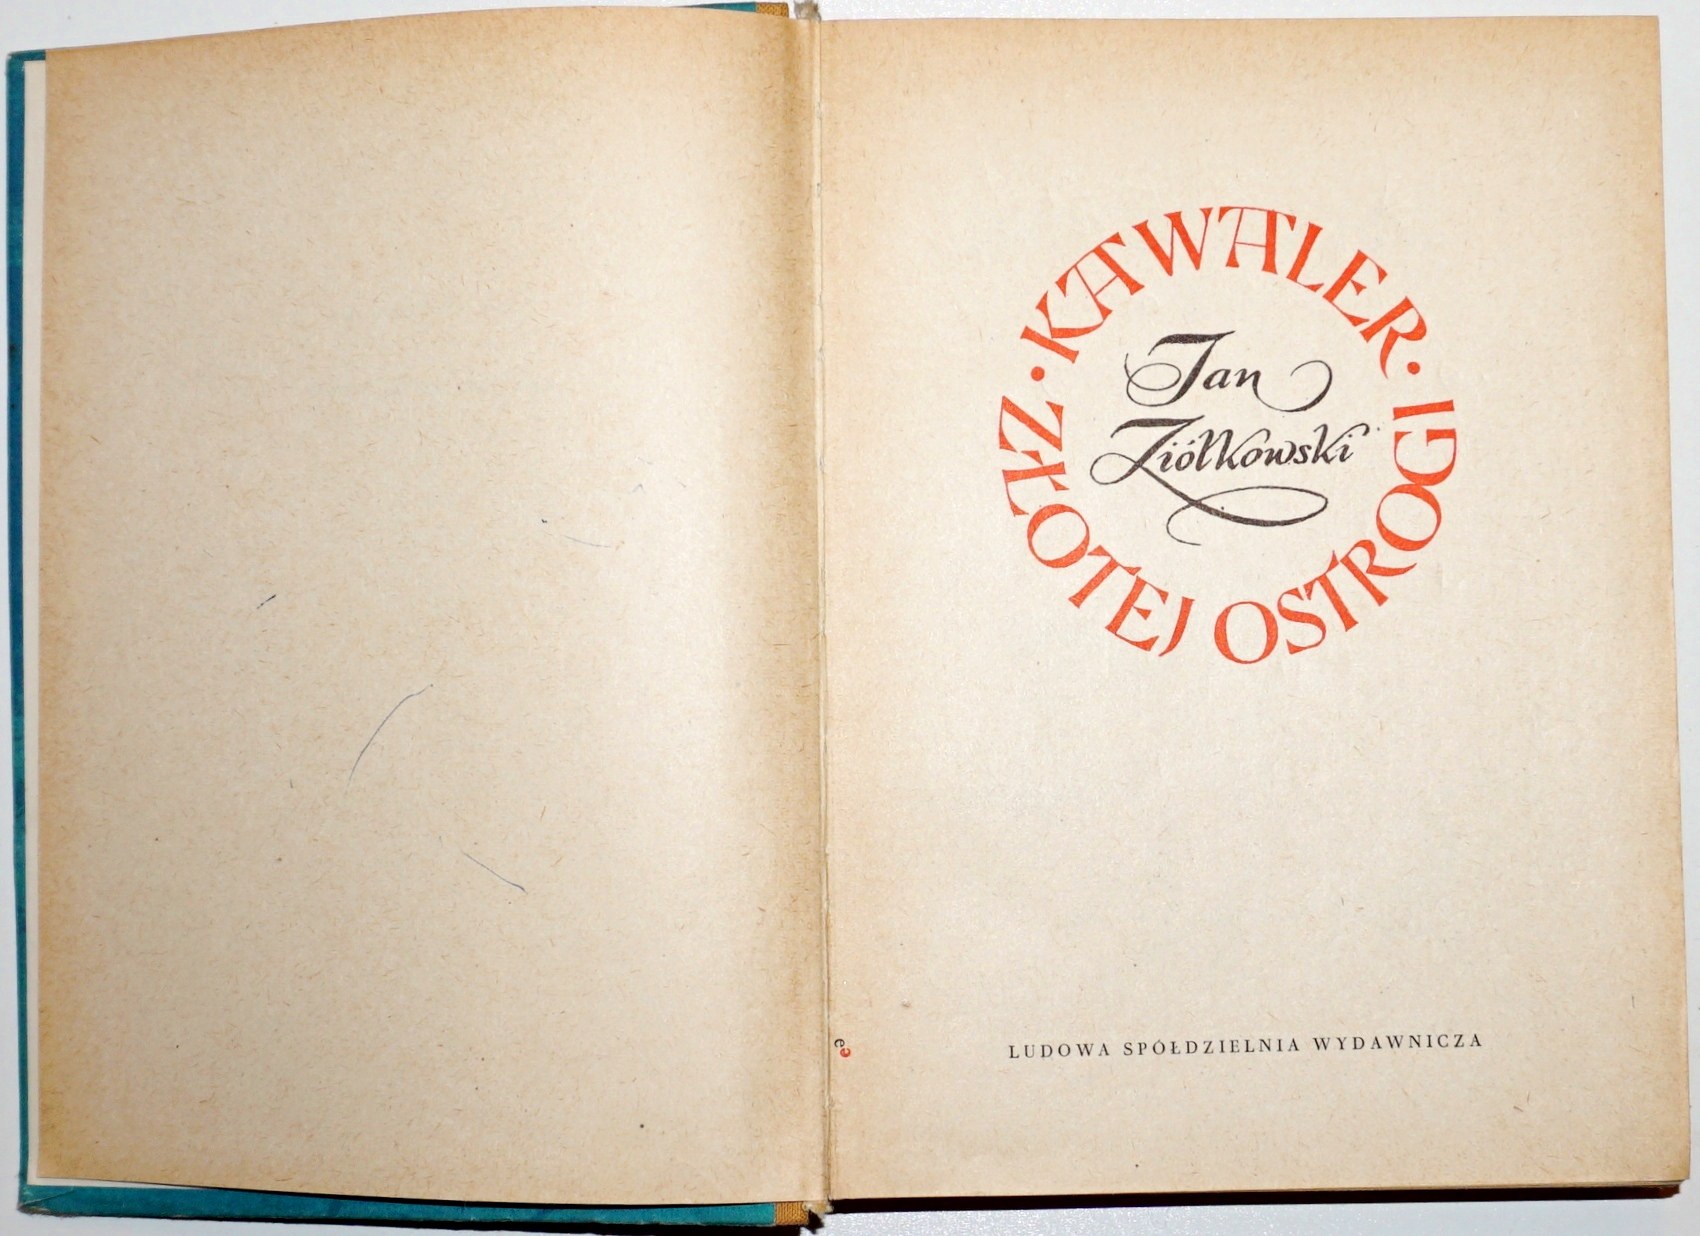 · KAWALER ·
ZŁOTEJ OSTROGI
Jan
Ziółkowski
LUDOWA SPÓŁDZIELNIA WYDAWNICZA
e
e